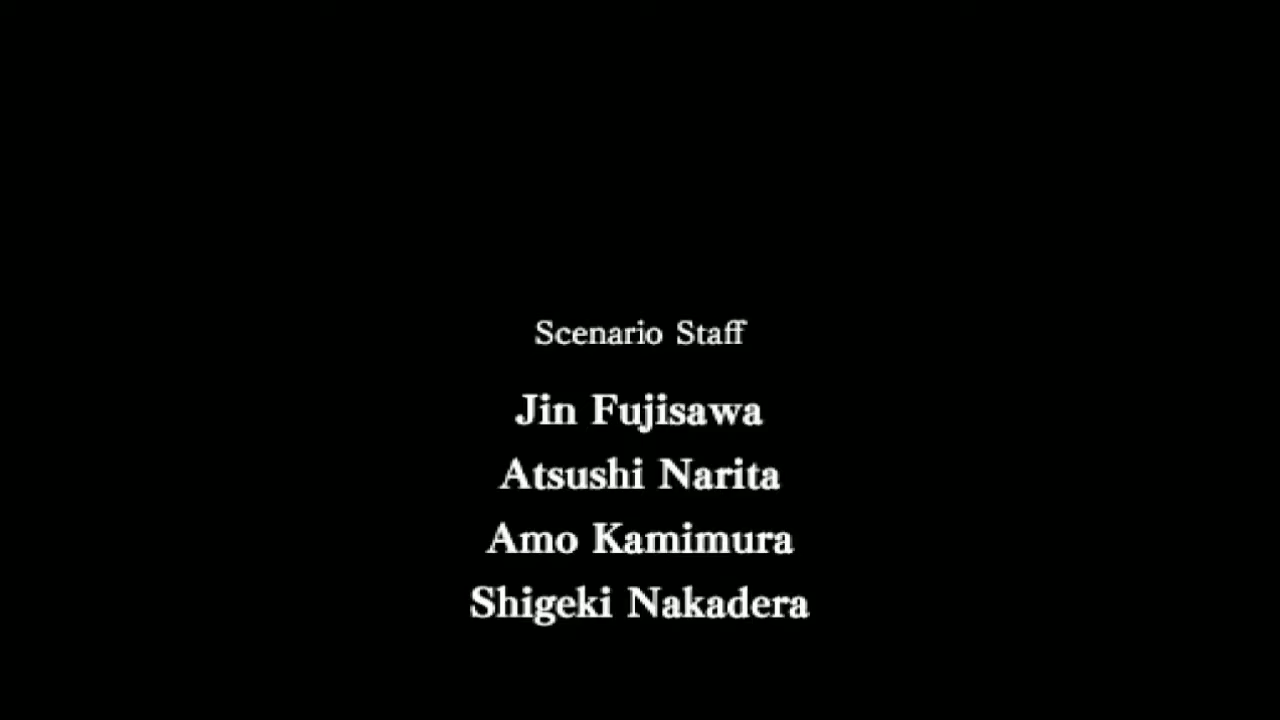 Scenario Staff
Jin Fujisawa
Atsushi Narita
Amo Kamimura
Shigeki Nakadera